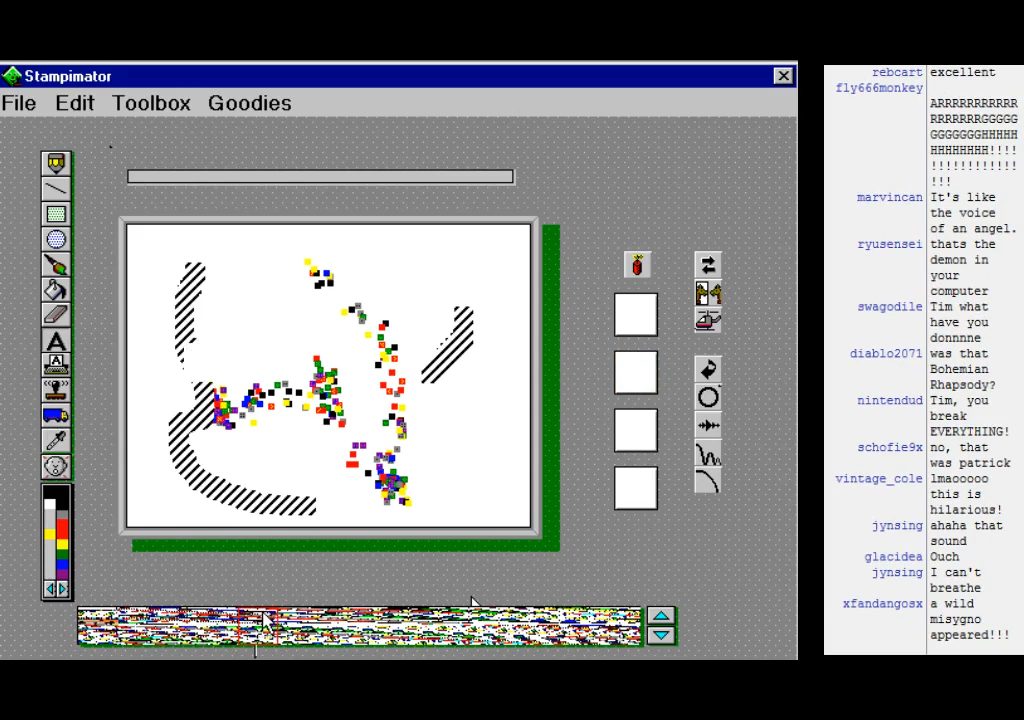 Stampimator
File Edit Toolbox Goodies
A
A
rebcart excellent
fly666monkey
ARRRRRRRRRRR
RRRRRRRGGGGG
GGGGGGGHHHHH
HHHHHHHH!!!!
!!!!!!!!!!!!
!!!
marvincan It's like
the voice
of an angel.
ryusensei thats the
demon in
your
computer
swagodile Tim what
have you
donnnne
diablo2071 was that
Bohemian
Rhapsody?
nintendud Tim, you
break
EVERYTHING!
schofie9x no, that
was patrick
vintage_cole lmaooooo
this is
hilarious!
jynsing ahaha that
sound
glacidea Ouch
jynsing I can't
breathe
xfandangosx a wild
misygno
appeared!!!